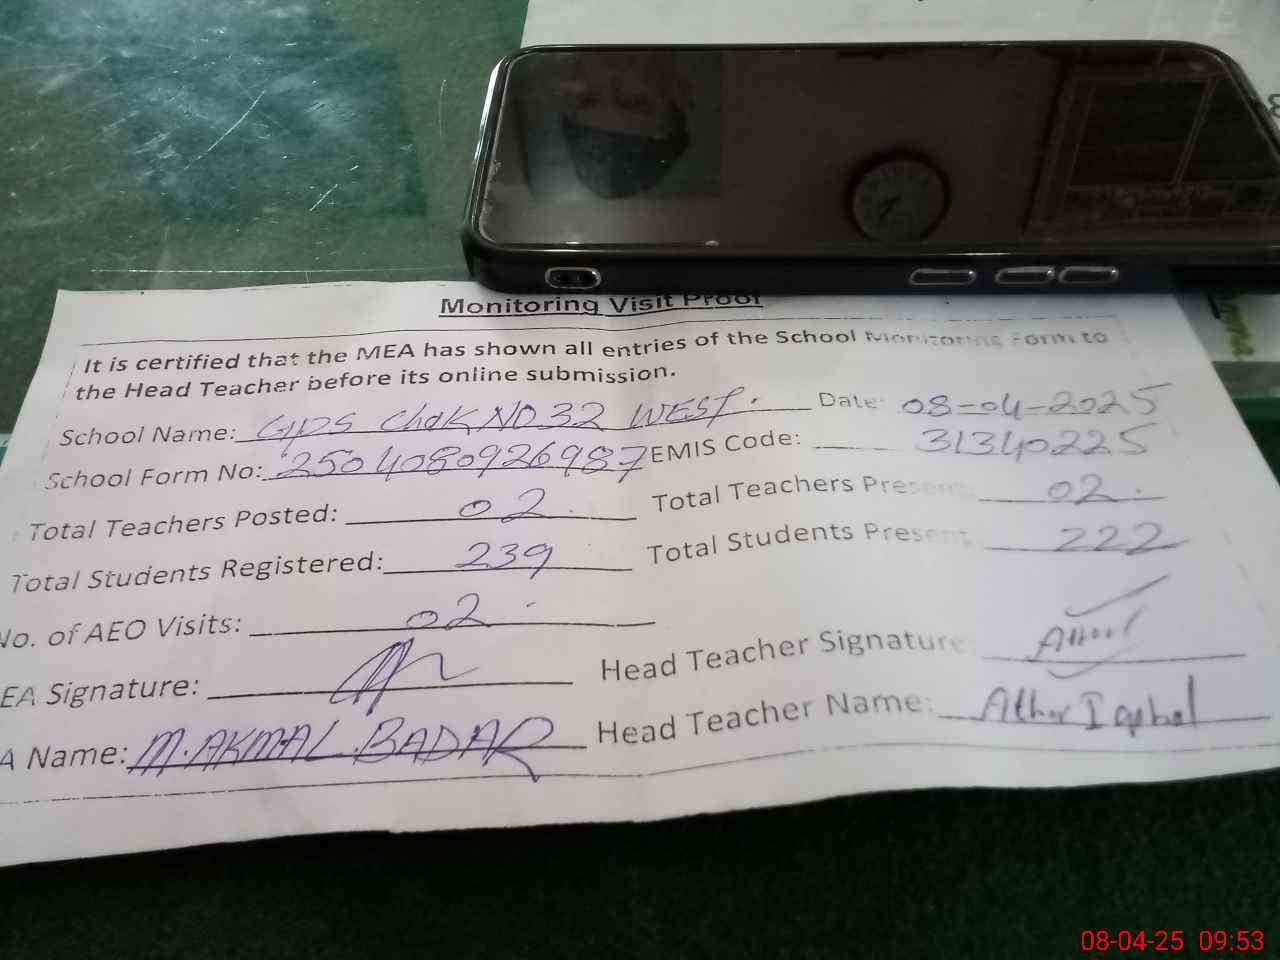 Monitoring Visit Proof
It is certified that the MEA has shown all entries of the School Monitoring Form to
the Head Teacher before its online submission.
School Name: GPS Chak NO 32 WEST. Date: 08-04-2025
School Form No: 2504080926987 EMIS Code: 31340225
Total Teachers Posted: 02 Total Teachers Present: 02
Total Students Registered: 239 Total Students Present: 222
No. of AEO Visits: 02
EA Signature: Head Teacher Signature:
A Name: M. AKMAL BADAR Head Teacher Name: Athar Iqbal
08-04-25 09:53